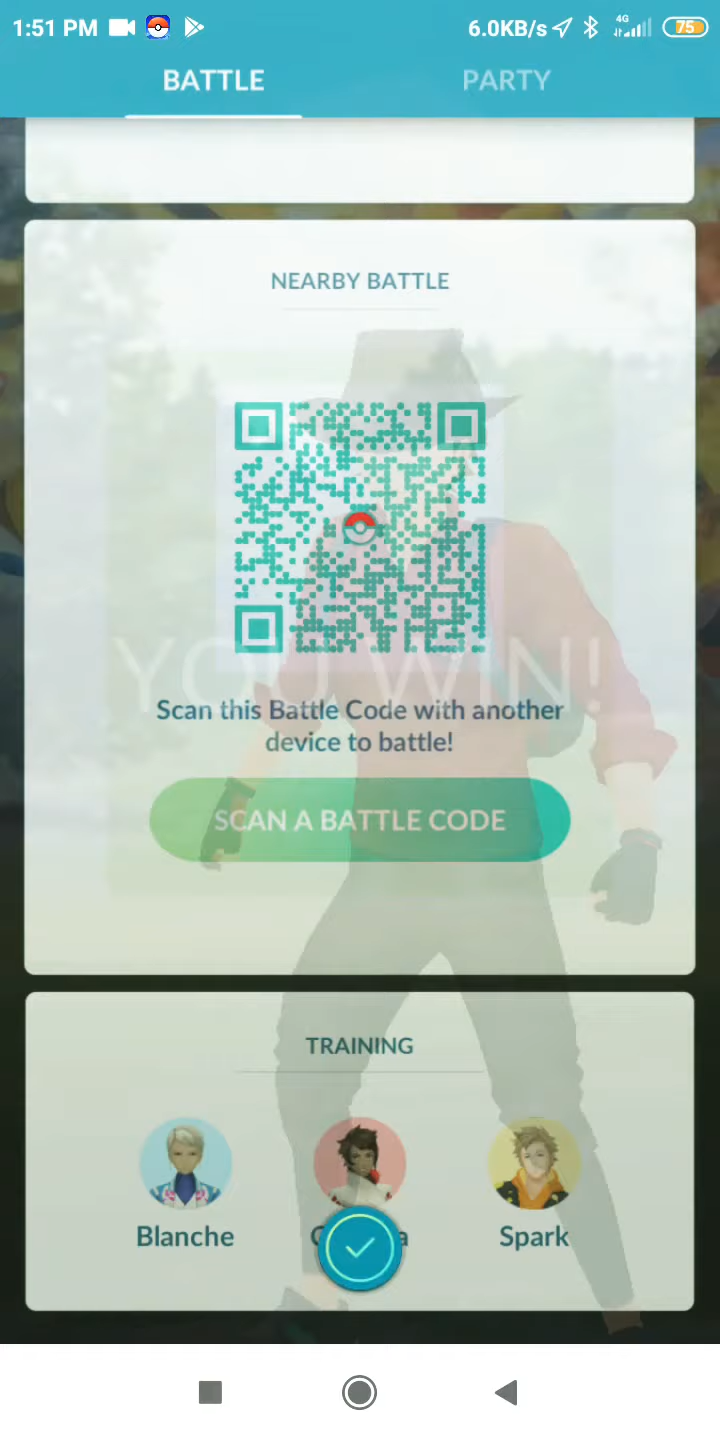 1:51 PM 6.0KB/s 4G 75
BATTLE PARTY
NEARBY BATTLE
YOU WIN!
Scan this Battle Code with another
device to battle!
SCAN A BATTLE CODE
TRAINING
Blanche Spark